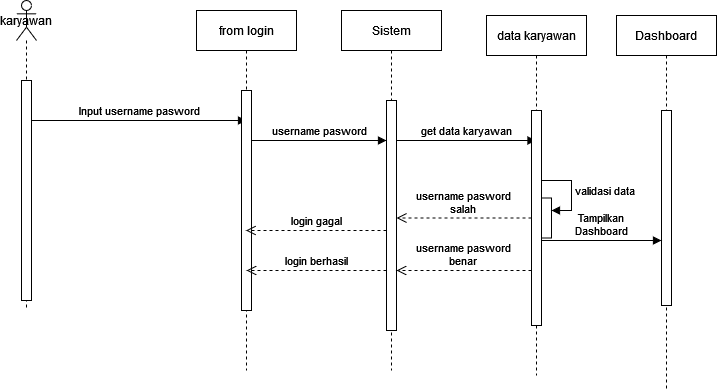 karyawan
from login
Sistem
data karyawan
Dashboard
Input username pasword
username pasword
get data karyawan
validasi data
username pasword
salah
login gagal
Tampilkan
Dashboard
username pasword
benar
login berhasil